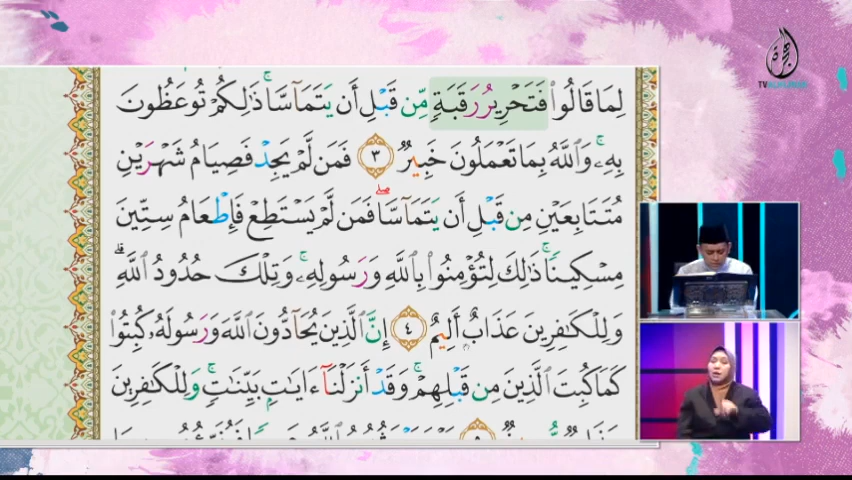 لِمَا قَالُوا۟ فَتَحْرِيرُ رَقَبَةٍ مِّن قَبْلِ أَن يَتَمَآسَّا ۚ ذَٰلِكُمْ تُوعَظُونَ
بِهِۦ ۚ وَٱللَّهُ بِمَا تَعْمَلُونَ خَبِيرٌ ٣ فَمَن لَّمْ يَجِدْ فَصِيَامُ شَهْرَيْنِ
مُتَتَابِعَيْنِ مِن قَبْلِ أَن يَتَمَآسَّا ۖ فَمَن لَّمْ يَسْتَطِعْ فَإِطْعَامُ سِتِّينَ
مِسْكِينًا ۚ ذَٰلِكَ لِتُؤْمِنُوا۟ بِٱللَّهِ وَرَسُولِهِۦ ۚ وَتِلْكَ حُدُودُ ٱللَّهِ ۗ
وَلِلْكَٰفِرِينَ عَذَابٌ أَلِيمٌ ٤ إِنَّ ٱلَّذِينَ يُحَآدُّونَ ٱللَّهَ وَرَسُولَهُۥ كُبِتُوا۟
كَمَا كُبِتَ ٱلَّذِينَ مِن قَبْلِهِمْ ۚ وَقَدْ أَنزَلْنَآ ءَايَٰتٍۭ بَيِّنَٰتٍ ۚ وَلِلْكَٰفِرِينَ